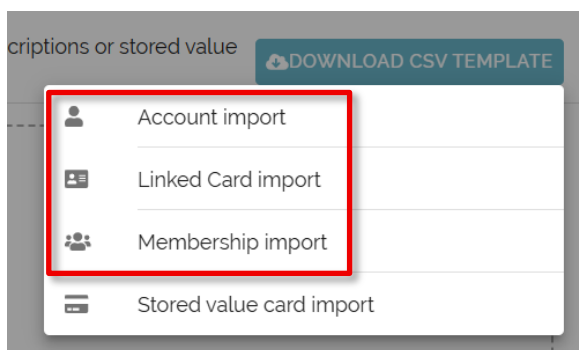 criptions or stored value
DOWNLOAD CSV TEMPLATE
Account import
Linked Card import
Membership import
Stored value card import